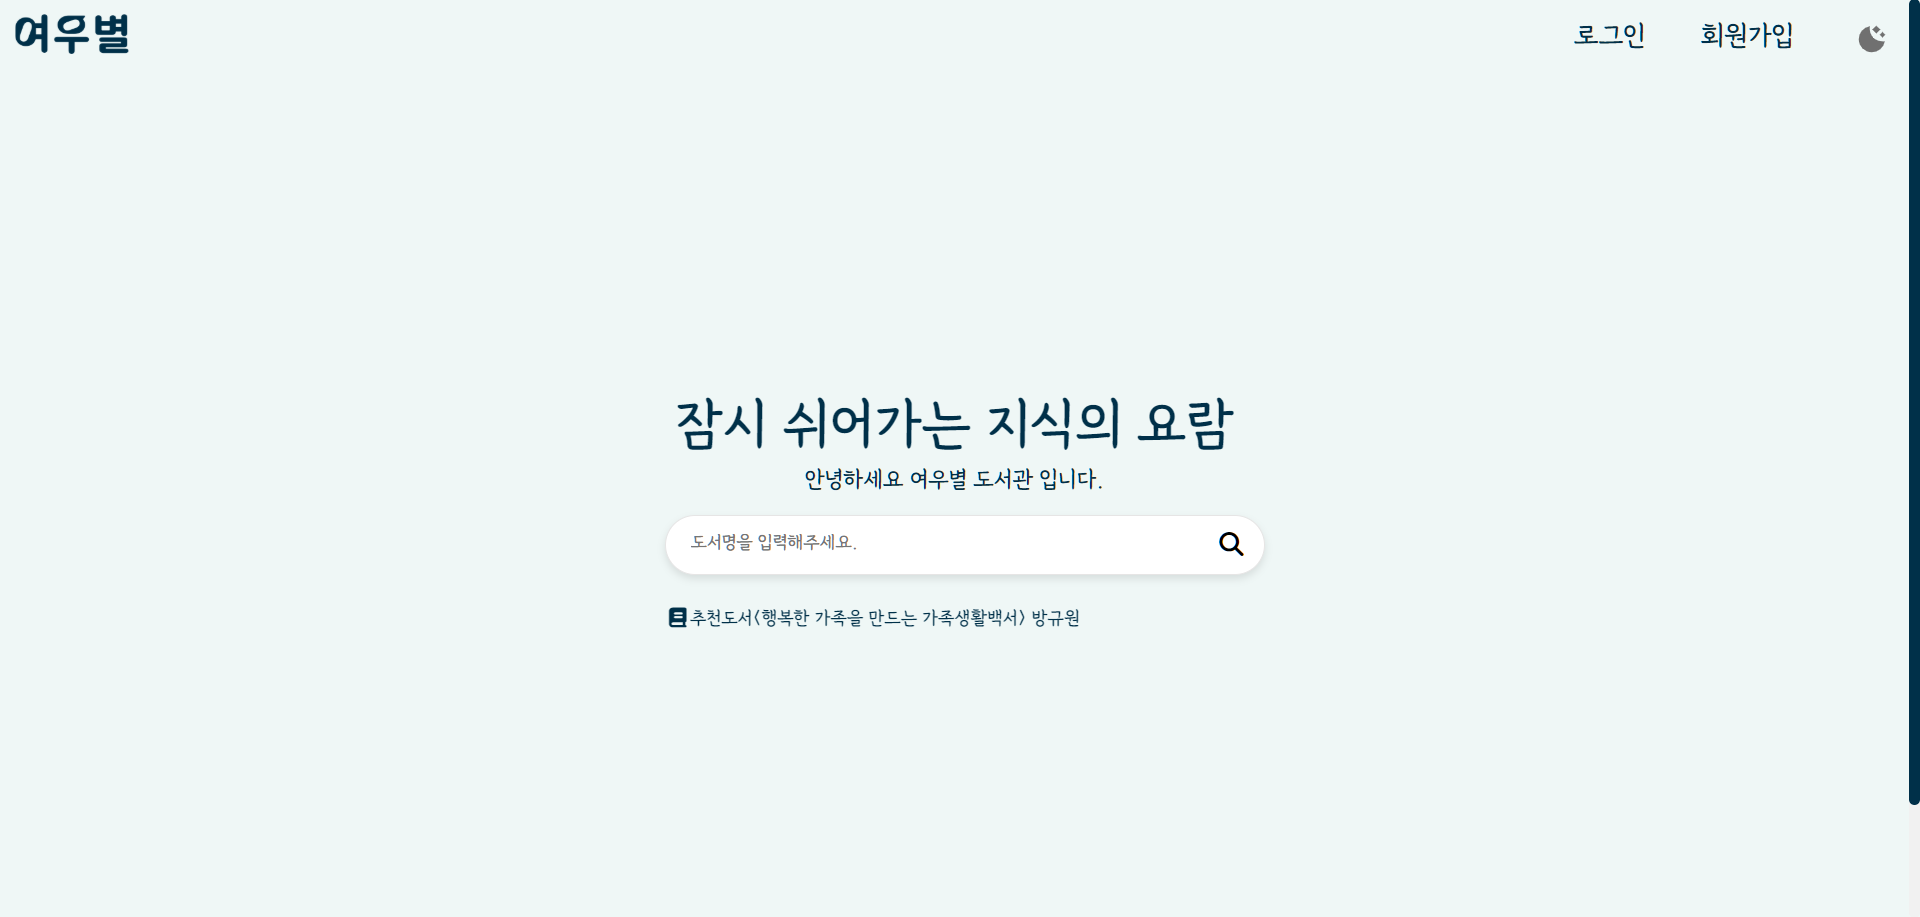 여우별
로그인
회원가입
잠시 쉬어가는 지식의 요람
안녕하세요 여우별 도서관 입니다.
도서명을 입력해주세요.
추천도서<행복한 가족을 만드는 가족생활백서> 방규원